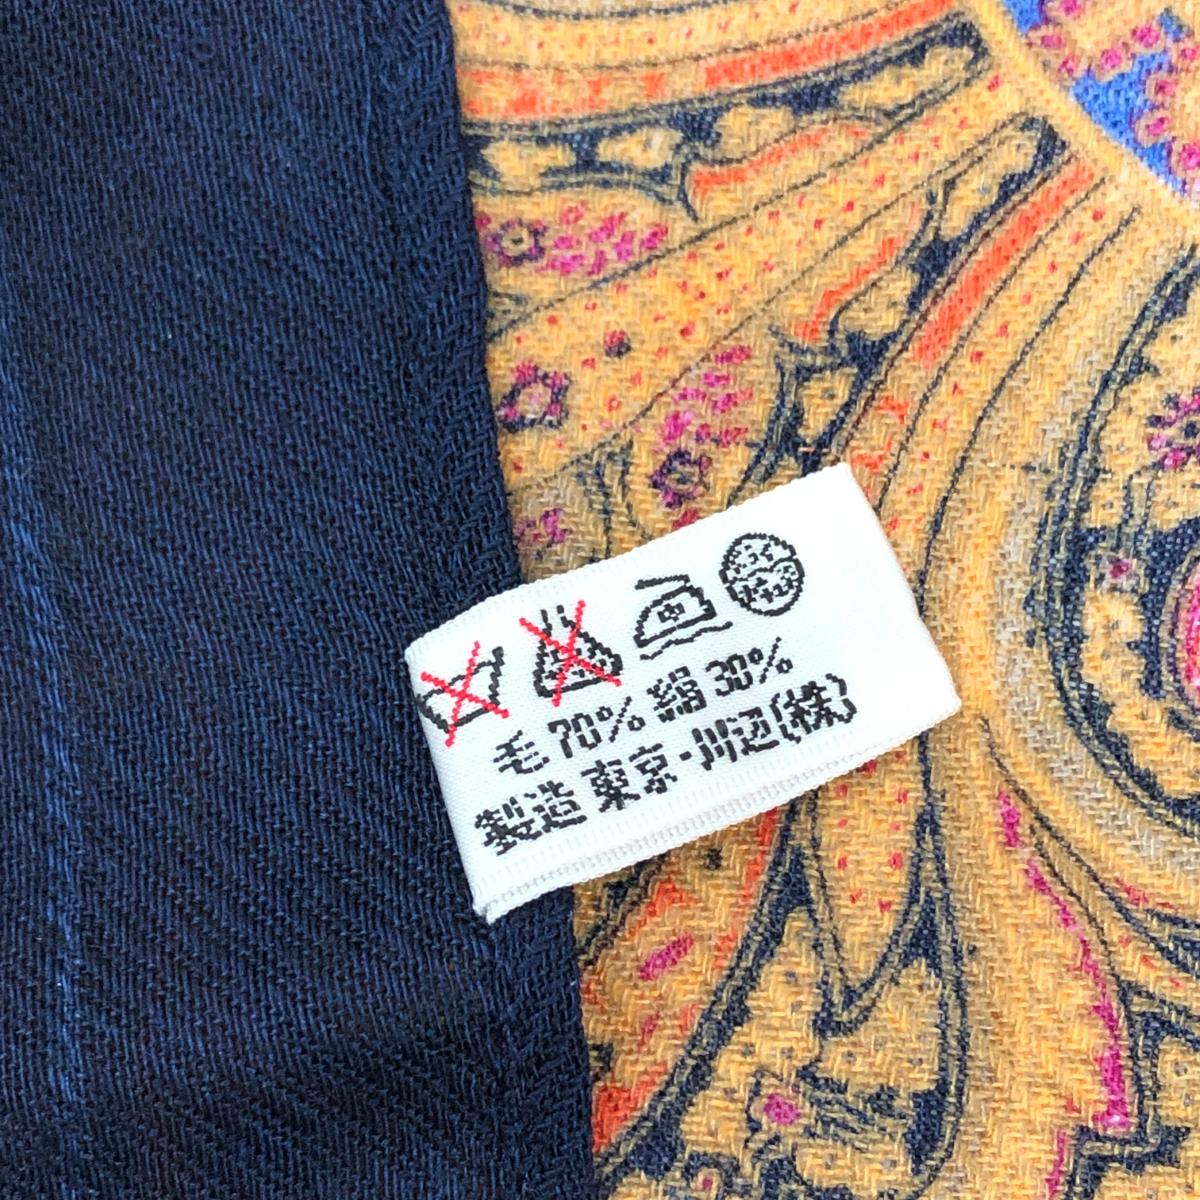 毛 70% 絹 30%
製造 東京・川辺(株)